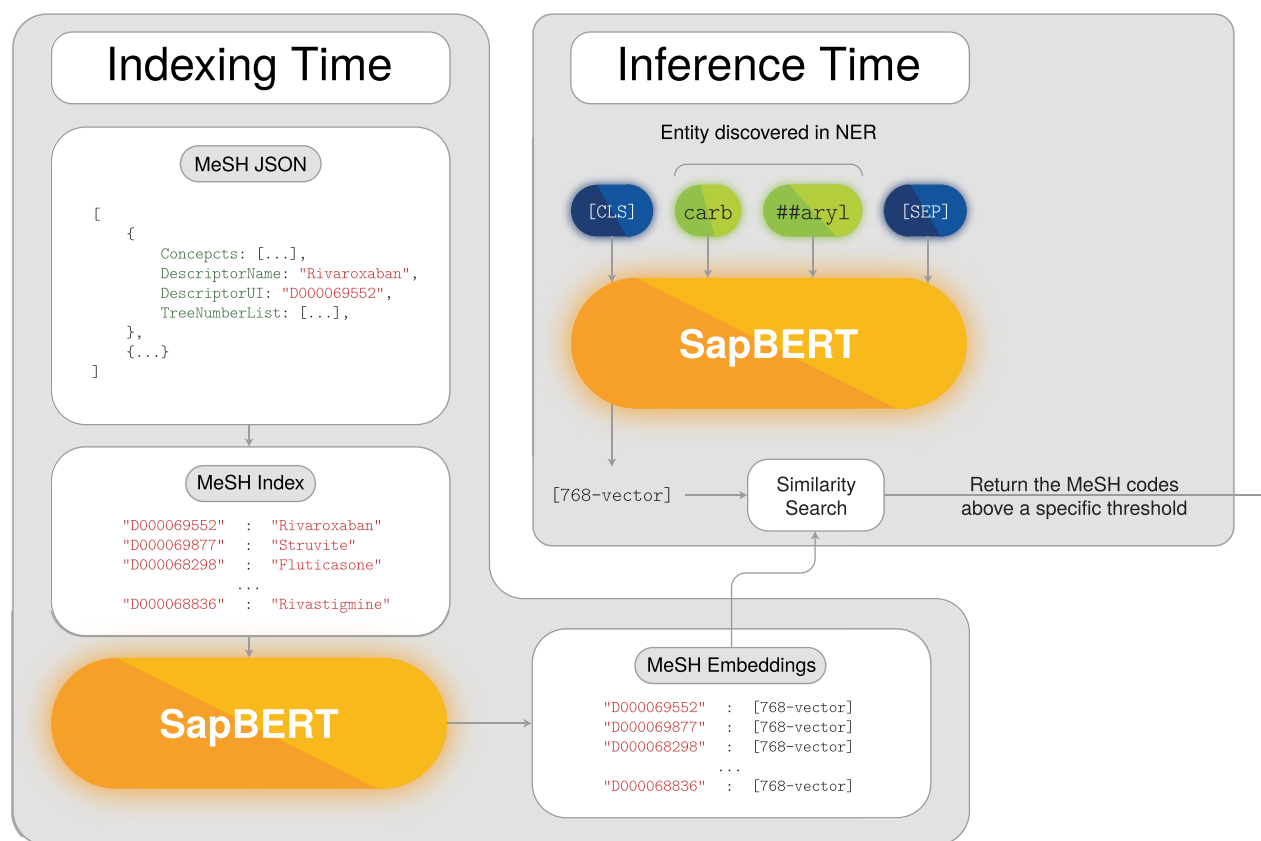 Indexing Time
MeSH JSON
[
{
Concepcts: [...],
DescriptorName: "Rivaroxaban",
DescriptorUI: "D000069552",
TreeNumberList: [...],
},
{...}
]
MeSH Index
"D000069552" : "Rivaroxaban"
"D000069877" : "Struvite"
"D000068298" : "Fluticasone"
...
"D000068836" : "Rivastigmine"
SapBERT
MeSH Embeddings
"D000069552" : [768-vector]
"D000069877" : [768-vector]
"D000068298" : [768-vector]
...
"D000068836" : [768-vector]
Inference Time
Entity discovered in NER
[CLS] carb ##aryl [SEP]
SapBERT
[768-vector]
Similarity
Search
Return the MeSH codes
above a specific threshold